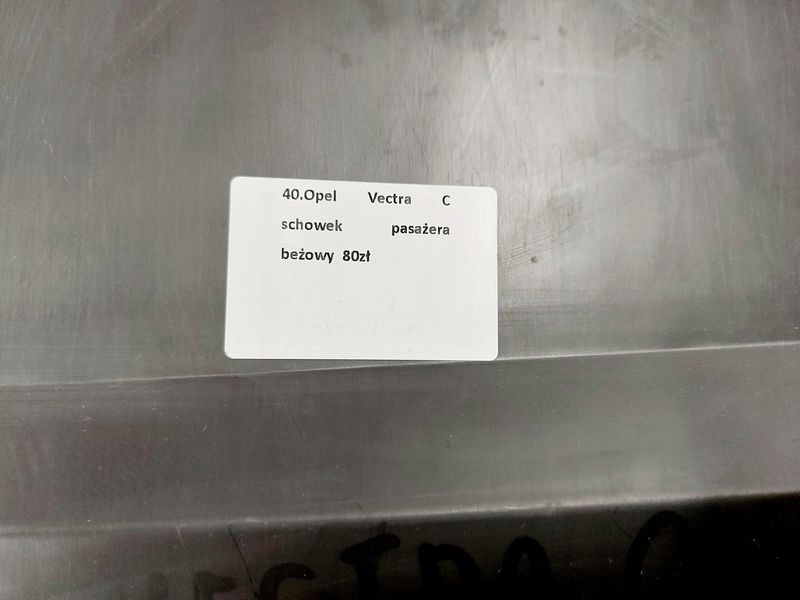 40.Opel Vectra C
schowek pasażera
beżowy 80zł